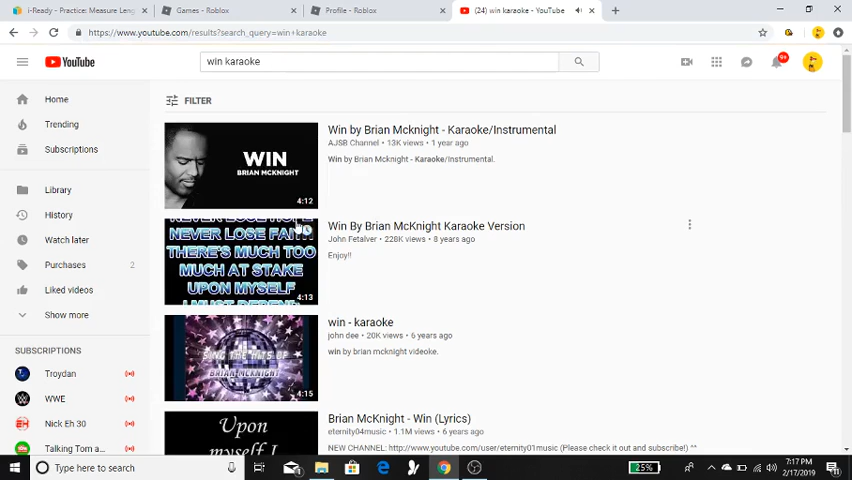 i-Ready - Practice: Measure Leng
Games - Roblox
Profile - Roblox
(24) win karaoke - YouTube
https://www.youtube.com/results?search_query=win+karaoke
YouTube
win karaoke
9+
Home
Trending
Subscriptions
Library
History
Watch later
Purchases 2
Liked videos
Show more
SUBSCRIPTIONS
Troydan
WWE
Nick Eh 30
Talking Tom a...
FILTER
WIN
BRIAN MCKNIGHT
4:12
Win by Brian Mcknight - Karaoke/Instrumental
AJSB Channel • 13K views • 1 year ago
Win by Brian Mcknight - Karaoke/Instrumental.
NEVER LOSE HOPE
NEVER LOSE FAITH
THERE'S MUCH TOO
MUCH AT STAKE
UPON MYSELF
I MUST DEPEND
4:13
Win By Brian McKnight Karaoke Version
John Fetalver • 228K views • 8 years ago
Enjoy!!
SING THE HITS OF
BRIAN MCKNIGHT
4:15
win - karaoke
john dee • 20K views • 6 years ago
win by brian mcknight videoke.
Upon
myself I
Brian McKnight - Win (Lyrics)
eternity04music • 1.1M views • 6 years ago
NEW CHANNEL: http://www.youtube.com/user/eternity01music (Please check it out and subscribe!) ^^
Type here to search
25%
7:17 PM
2/17/2019